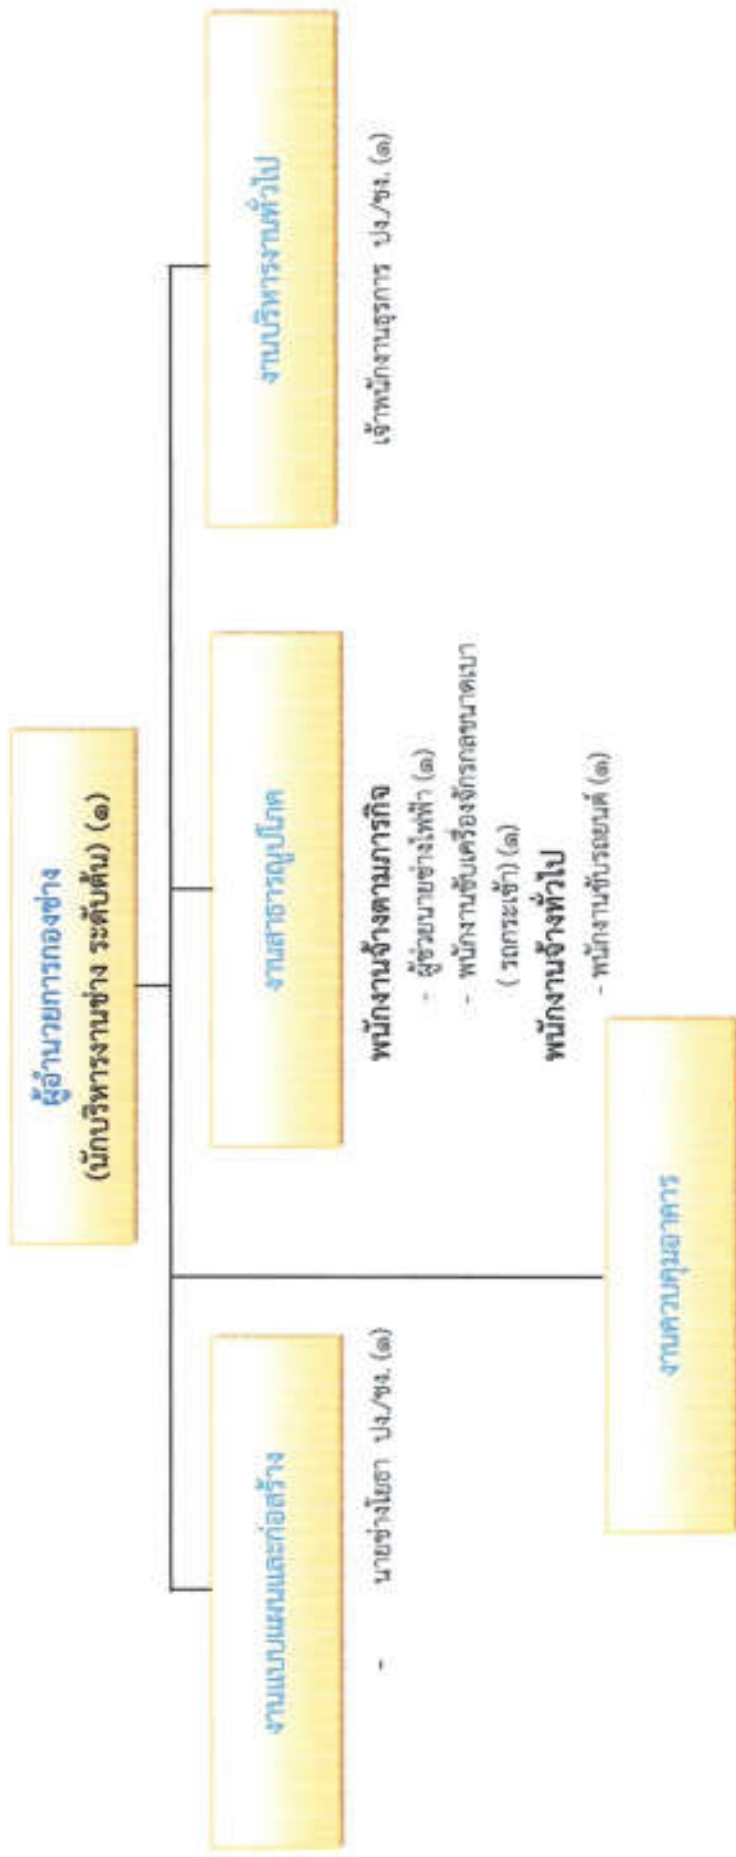 ผู้อำนวยการกองช่าง
(นักบริหารงานช่าง ระดับต้น) (๑)
งานแบบแผนและก่อสร้าง
- นายช่างโยธา ปง./ชง. (๑)
งานสาธารณูปโภค
พนักงานจ้างตามภารกิจ
- ผู้ช่วยนายช่างไฟฟ้า (๑)
- พนักงานขับเครื่องจักรกลขนาดเบา
( รถกระเช้า) (๑)
พนักงานจ้างทั่วไป
- พนักงานขับรถยนต์ (๑)
งานบริหารงานทั่วไป
เจ้าพนักงานธุรการ ปง./ชง. (๑)
งานควบคุมอาคาร